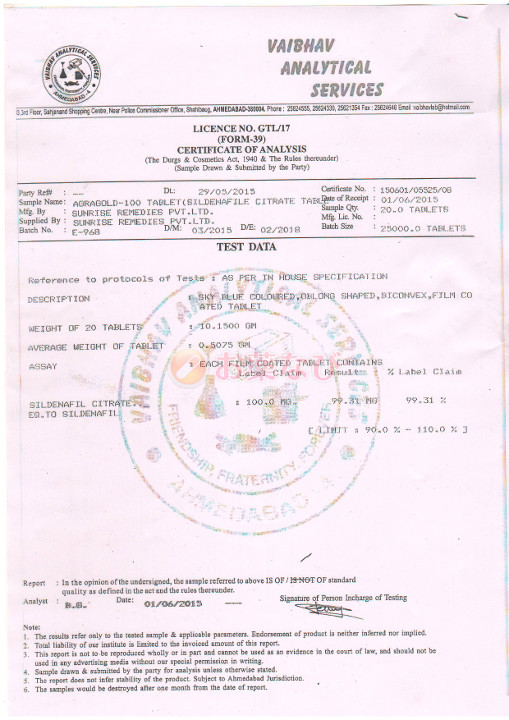 VAIBHAV
ANALYTICAL
SERVICES
VAIBHAV ANALYTICAL SERVICES
AHMEDABAD-4
3rd Floor, Sahjanand Shopping Centre, Near Police Commissioner Office, Shahibaug, AHMEDABAD-380004. Phone : 25624555, 25624330, 25621354 Fax : 25624646 Email vaibhavlab@hotmail.com
LICENCE NO. GTL/17
(FORM-39)
CERTIFICATE OF ANALYSIS
(The Durgs & Cosmetics Act, 1940 & The Rules thereunder)
(Sample Drawn & Submitted by the Party)
Party Ref# : -- Dt.: 29/05/2015 Certificate No. : 150601/05525/08
Sample Name: AGRAGOLD-100 TABLET(SILDENAFILE CITRATE TABLE Date of Receipt : 01/06/2015
Mfg. By : SUNRISE REMEDIES PVT.LTD. Sample Qty. : 20.0 TABLETS
Supplied By : SUNRISE REMEDIES PVT.LTD. Mfg. Lic. No. :
Batch No. : E-968 D/M: 03/2015 D/E: 02/2018 Batch Size : 25000.0 TABLETS
TEST DATA
Reference to protocols of Tests : AS PER IN HOUSE SPECIFICATION
DESCRIPTION : SKY BLUE COLOURED,OBLONG SHAPED,BICONVEX,FILM CO
ATED TABLET
WEIGHT OF 20 TABLETS : 10.1500 GM
AVERAGE WEIGHT OF TABLET : 0.5075 GM
ASSAY : EACH FILM COATED TABLET CONTAINS
Label Claim Result % Label Claim
SILDENAFIL CITRATE : 100.0 MG. 99.31 MG 99.31 %
EQ.TO SILDENAFIL
[ LIMIT : 90.0 % - 110.0 % ]
VAIBHAV ANALYTICAL SERVICES
FRIENDSHIP, FRATERNITY, FOREVER
AHMEDABAD 4
Report : In the opinion of the undersigned, the sample referred to above IS OF / IS NOT OF standard
quality as defined in the act and the rules thereunder.
Analyst : B.G. Date: 01/06/2015 Signature of Person Incharge of Testing
Note:
1. The results refer only to the tested sample & applicable parameters. Endorsement of product is neither inferred nor implied.
2. Total liability of our institute is limited to the invoiced amount of this report.
3. This report is not to be reproduced wholly or in part and cannot be used as an evidence in the court of law, and should not be
used in any advertising media without our special permission in writing.
4. Sample drawn & submitted by the party for analysis unless otherwise stated.
5. The report does not infer stability of the product. Subject to Ahmedabad Jurisdiction.
6. The samples would be destroyed after one month from the date of report.